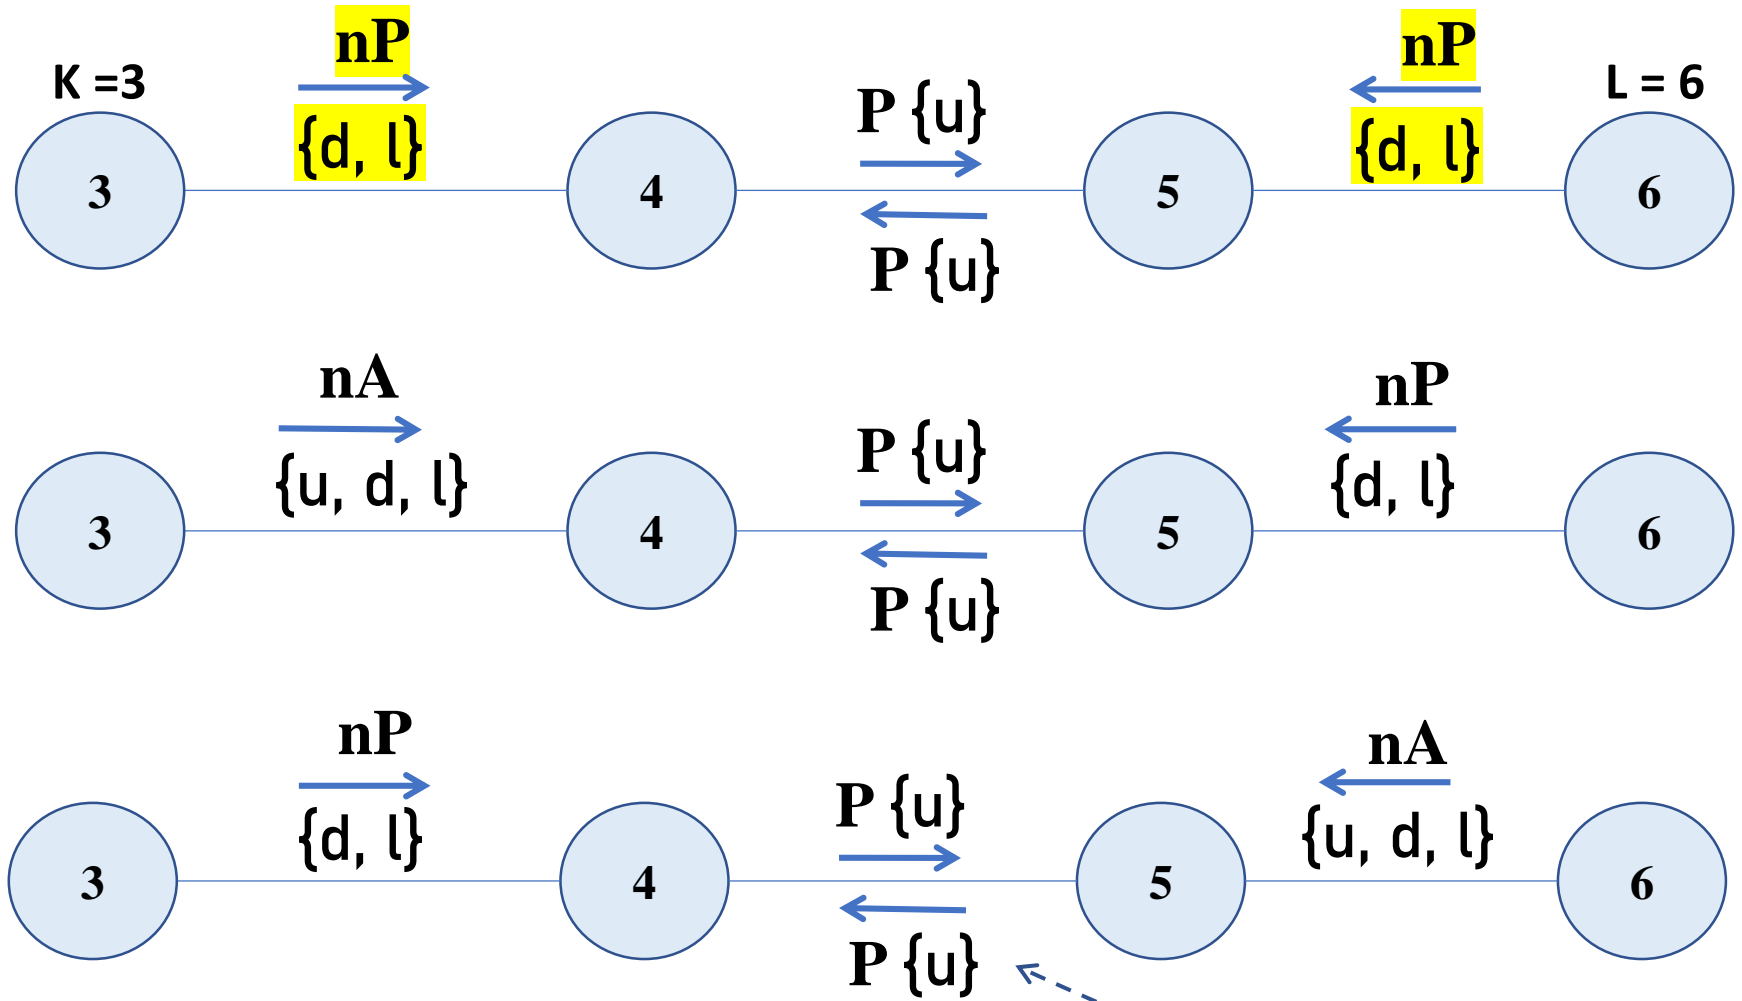 nP nP
K =3 L = 6
P {u}
{d, l} {d, l}
3 4 5 6
P {u}
nA nP
P {u}
{u, d, l} {d, l}
3 4 5 6
P {u}
nP nA
P {u}
{d, l} {u, d, l}
3 4 5 6
P {u}